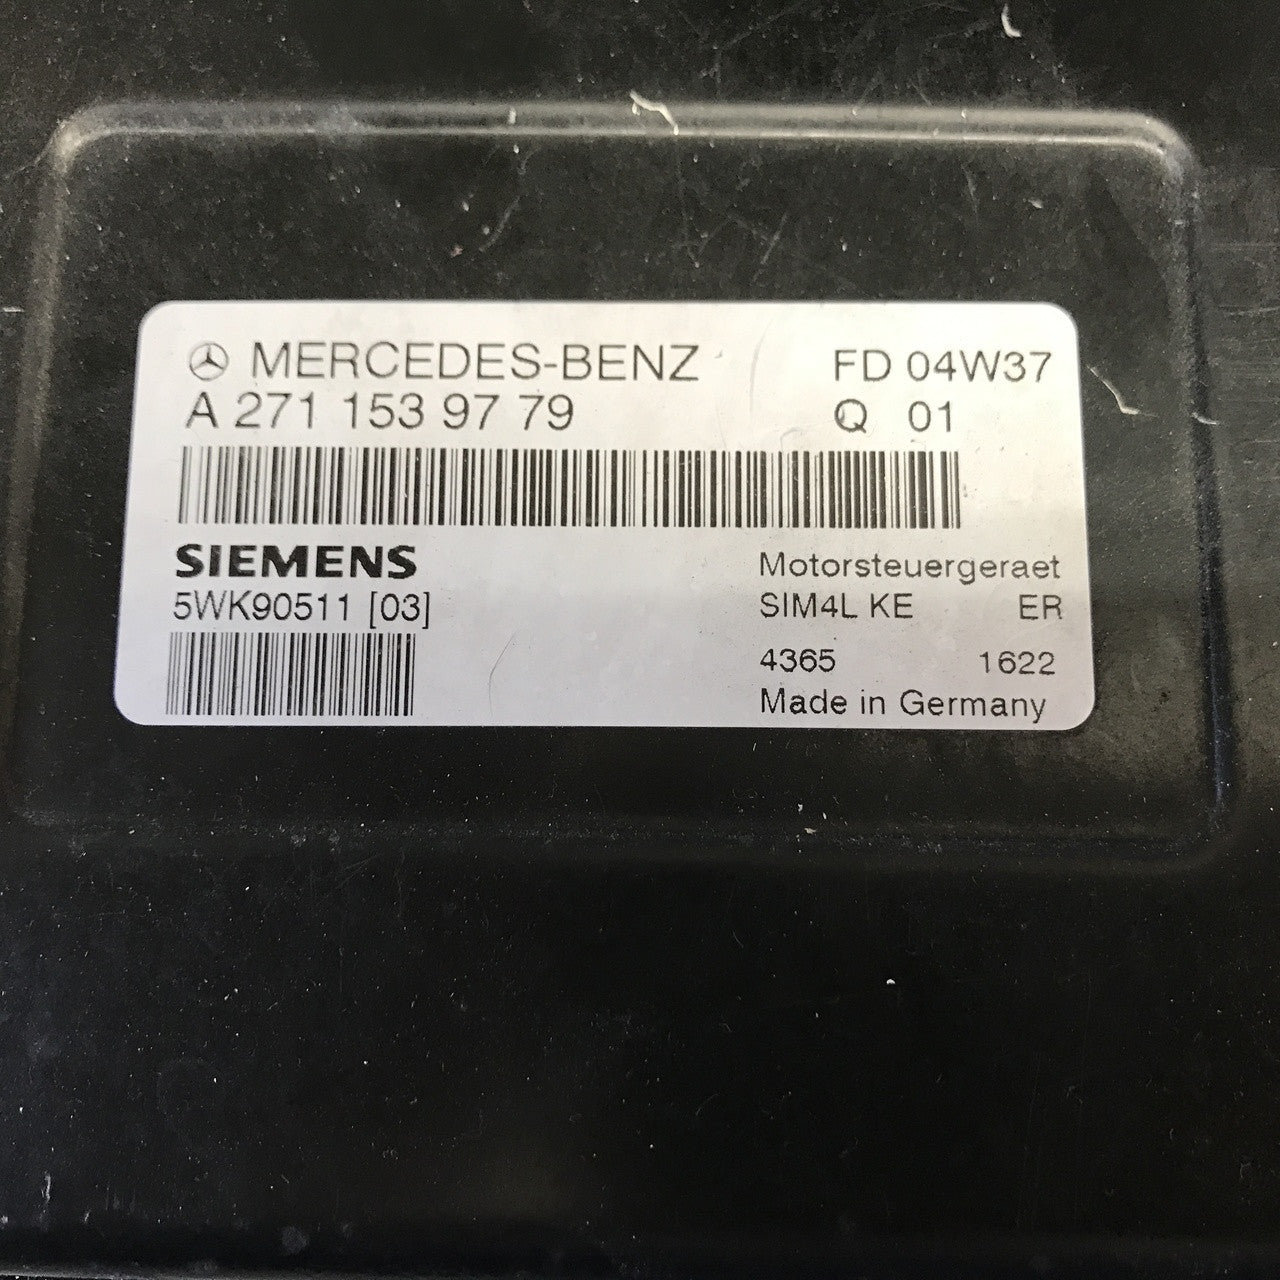 MERCEDES-BENZ FD 04W37
A 271 153 97 79 Q 01
SIEMENS Motorsteuergeraet
5WK90511 [03] SIM4L KE ER
4365 1622
Made in Germany